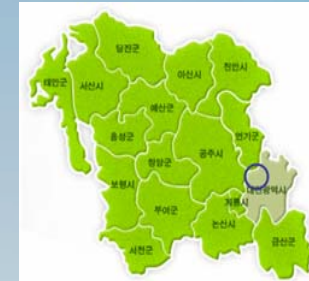 당진군
아산시
천안시
태안군
서산시
예산군
연기군
홍성군
공주시
청양군
보령시
대전광역시
계룡시
부여군
논산시
서천군
금산군